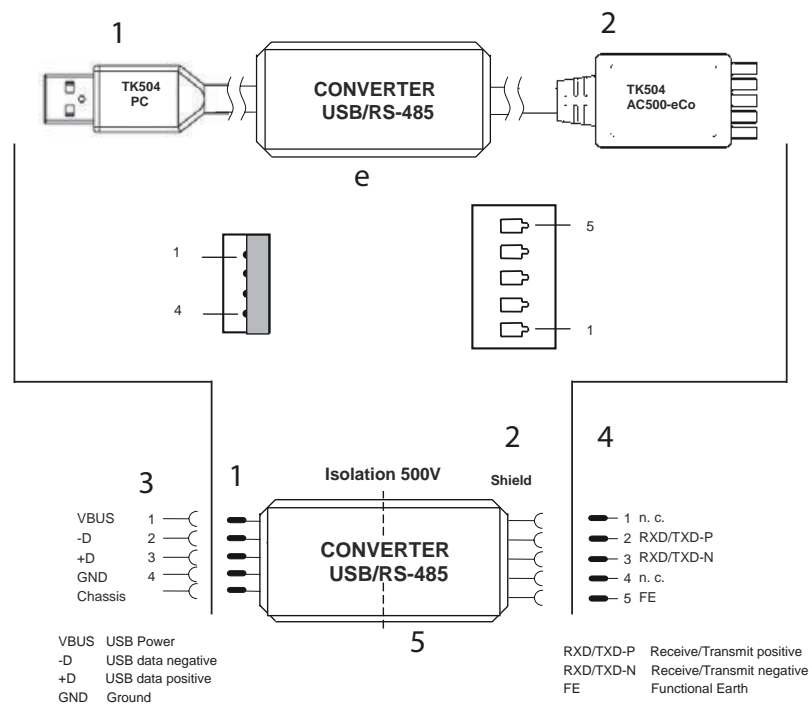 1
2
TK504
PC
CONVERTER
USB/RS-485
TK504
AC500-eCo
e
1
4
5
1
3
1
Isolation 500V
2
Shield
4
VBUS 1
-D 2
+D 3
GND 4
Chassis
CONVERTER
USB/RS-485
5
1 n. c.
2 RXD/TXD-P
3 RXD/TXD-N
4 n. c.
5 FE
VBUS USB Power
-D USB data negative
+D USB data positive
GND Ground
RXD/TXD-P Receive/Transmit positive
RXD/TXD-N Receive/Transmit negative
FE Functional Earth